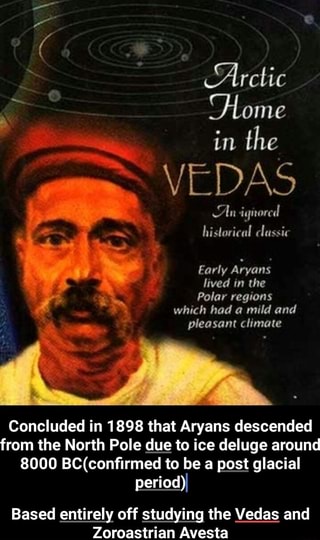 Arctic
Home
in the
VEDAS
An ignored
historical classic
Early Aryans
lived in the
Polar regions
which had a mild and
pleasant climate
Concluded in 1898 that Aryans descended
from the North Pole due to ice deluge around
8000 BC(confirmed to be a post glacial
period)
Based entirely off studying the Vedas and
Zoroastrian Avesta